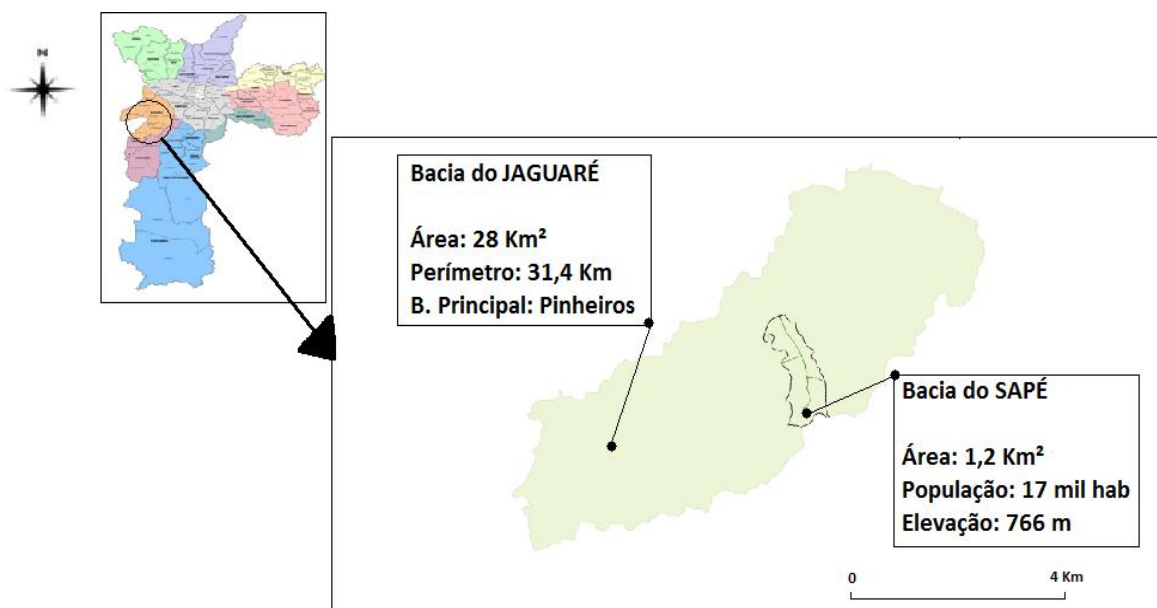 N
Bacia do JAGUARÉ
Área: 28 Km²
Perímetro: 31,4 Km
B. Principal: Pinheiros
Bacia do SAPÉ
Área: 1,2 Km²
População: 17 mil hab
Elevação: 766 m
0 4 Km